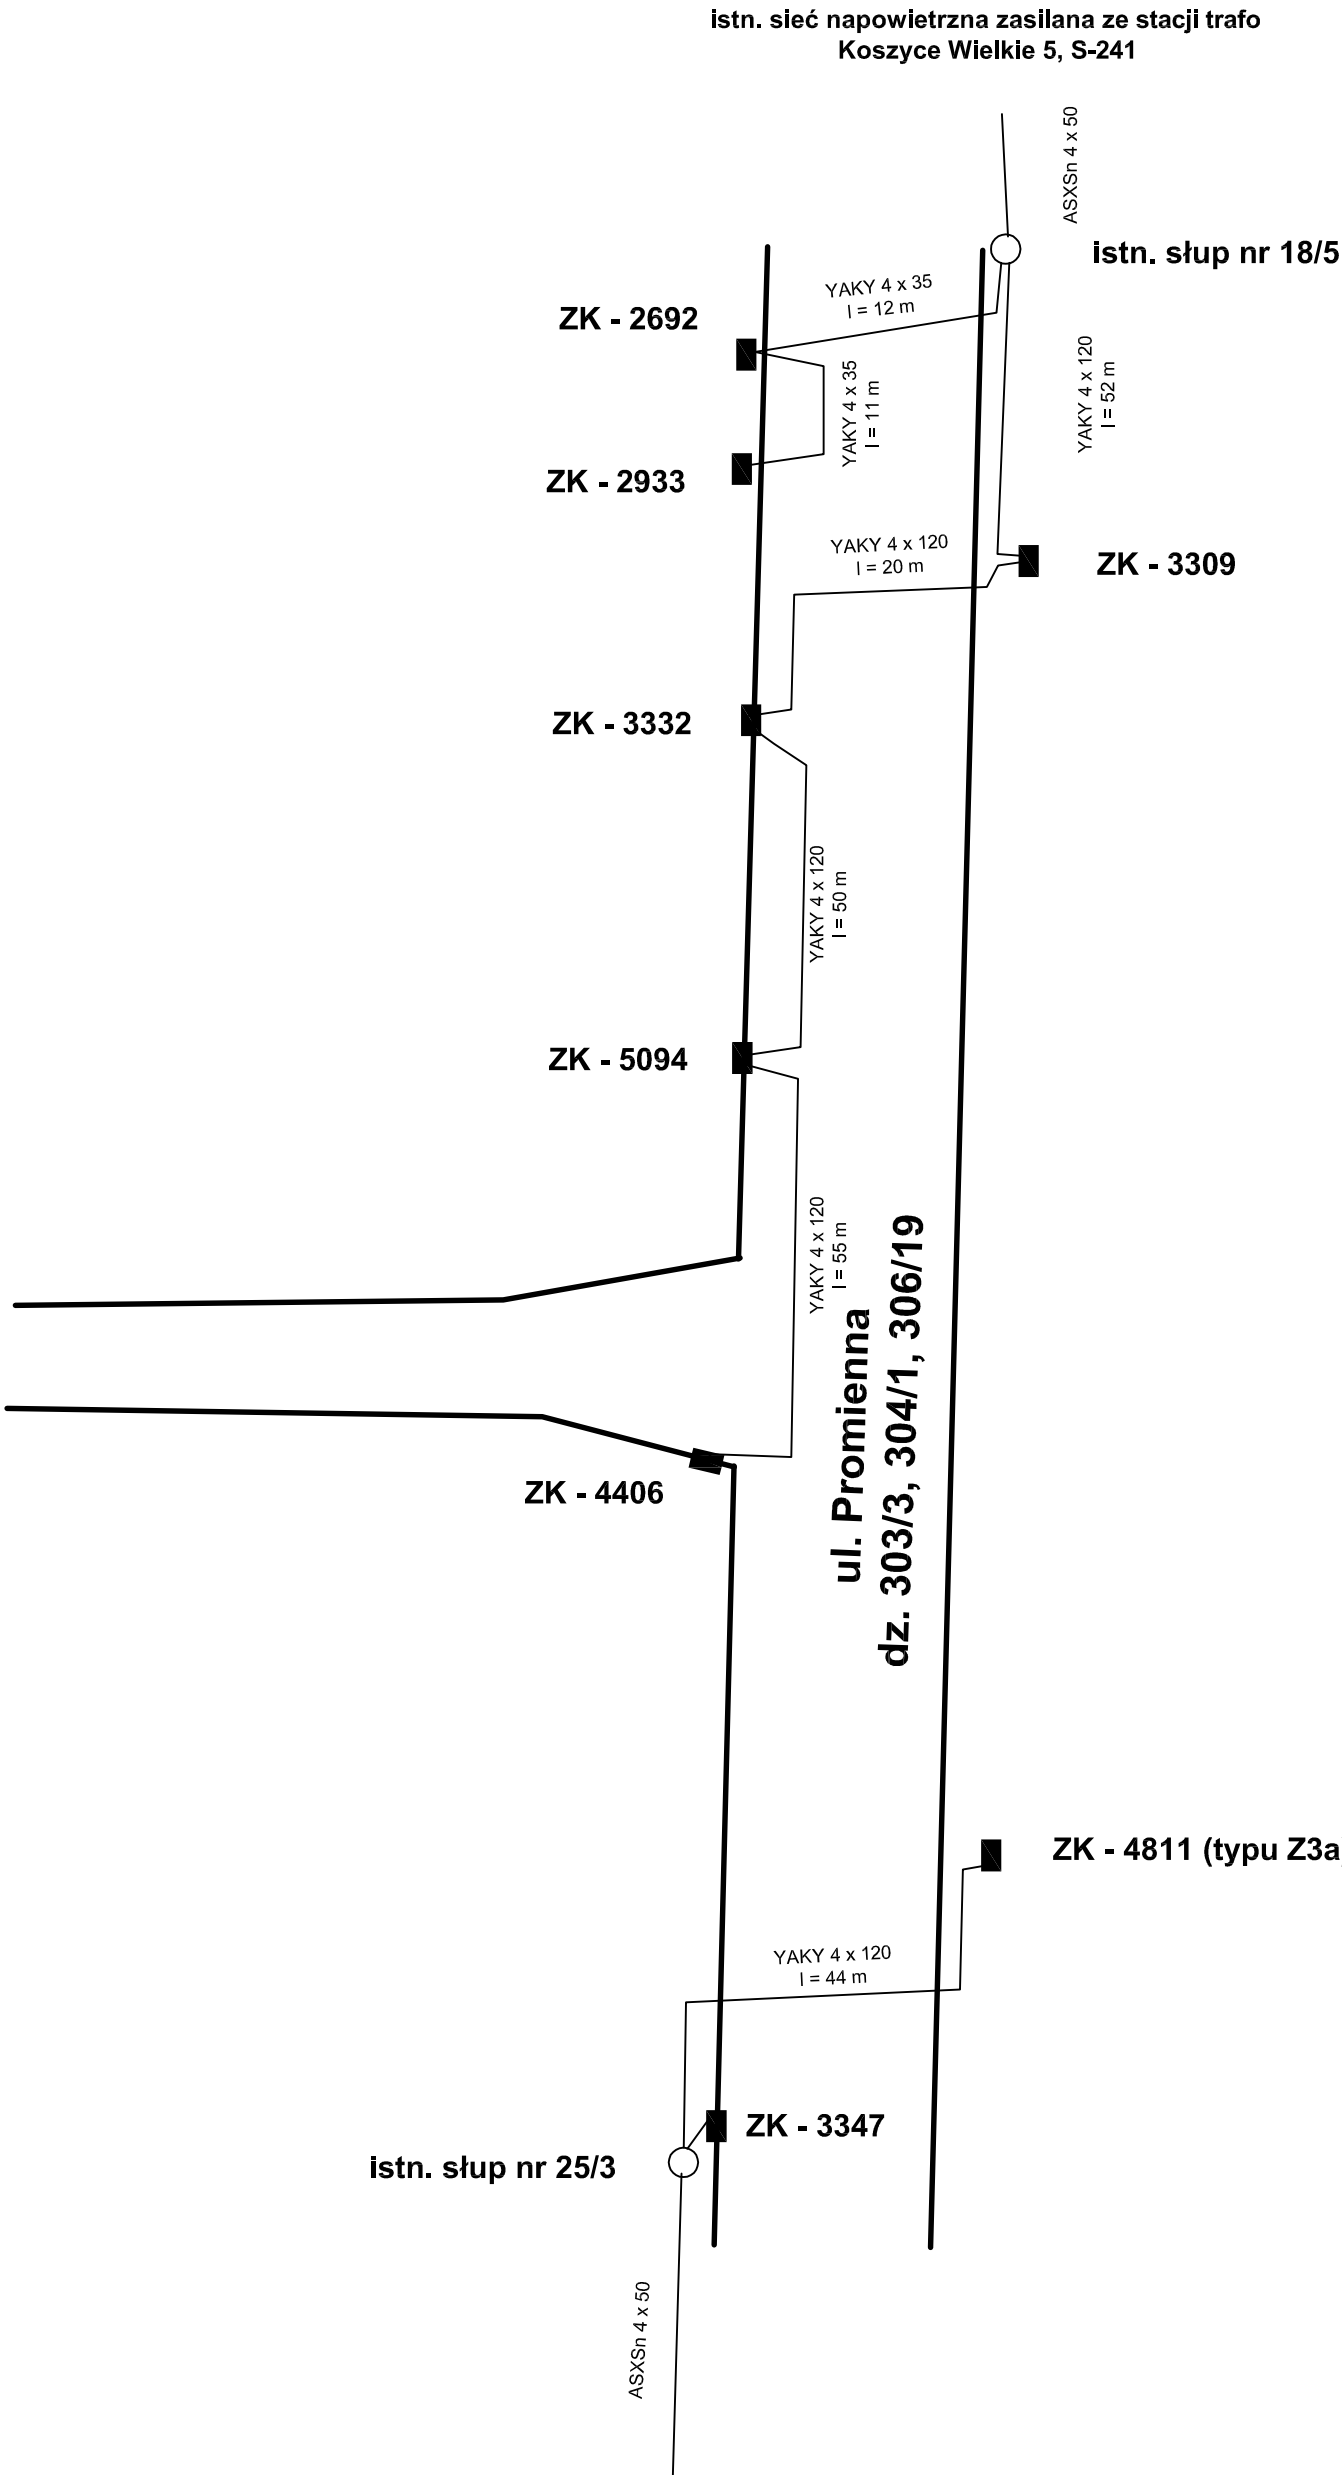 istn. sieć napowietrzna zasilana ze stacji trafo
Koszyce Wielkie 5, S-241
ASXSn 4 x 50
istn. słup nr 18/5
YAKY 4 x 35
l = 12 m
ZK - 2692
YAKY 4 x 120
l = 52 m
YAKY 4 x 35
l = 11 m
ZK - 2933
YAKY 4 x 120
l = 20 m
ZK - 3309
ZK - 3332
YAKY 4 x 120
l = 50 m
ZK - 5094
YAKY 4 x 120
l = 55 m
ul. Promienna
dz. 303/3, 304/1, 306/19
ZK - 4406
ZK - 4811 (typu Z3a
YAKY 4 x 120
l = 44 m
ZK - 3347
istn. słup nr 25/3
ASXSn 4 x 50